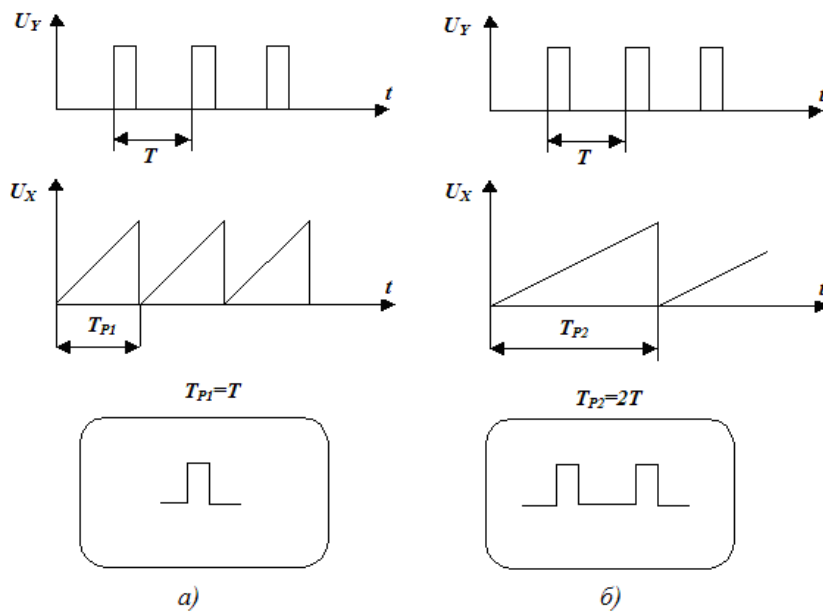 U_Y
t
T
U_X
t
T_P1
T_P1=T
а)
U_Y
t
T
U_X
t
T_P2
T_P2=2T
б)